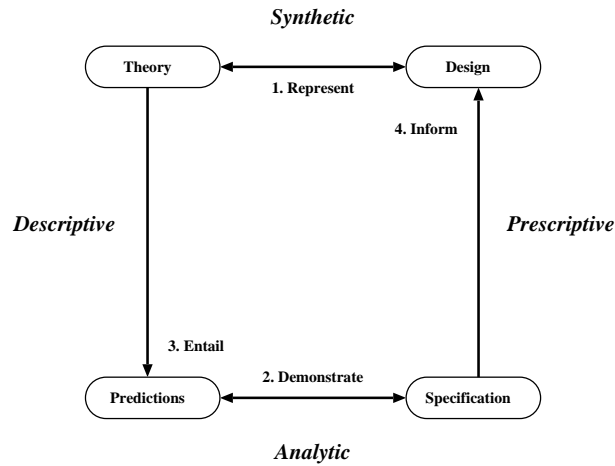 Synthetic
Theory
Design
1. Represent
4. Inform
Descriptive
Prescriptive
3. Entail
2. Demonstrate
Predictions
Specification
Analytic